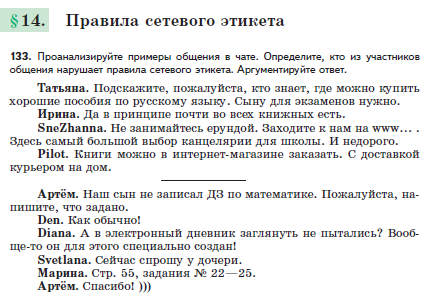 § 14. Правила сетевого этикета
133. Проанализируйте примеры общения в чате. Определите, кто из участников
общения нарушает правила сетевого этикета. Аргументируйте ответ.
Татьяна. Подскажите, пожалуйста, кто знает, где можно купить
хорошие пособия по русскому языку. Сыну для экзаменов нужно.
Ирина. Да в принципе почти во всех книжных есть.
SneZhanna. Не занимайтесь ерундой. Заходите к нам на www... .
Здесь самый большой выбор канцелярии для школы. И недорого.
Pilot. Книги можно в интернет-магазине заказать. С доставкой
курьером на дом.
Артём. Наш сын не записал ДЗ по математике. Пожалуйста, на-
пишите, что задано.
Den. Как обычно!
Diana. А в электронный дневник заглянуть не пытались? Вооб-
ще-то он для этого специально создан!
Svetlana. Сейчас спрошу у дочери.
Марина. Стр. 55, задания № 22—25.
Артём. Спасибо! )))